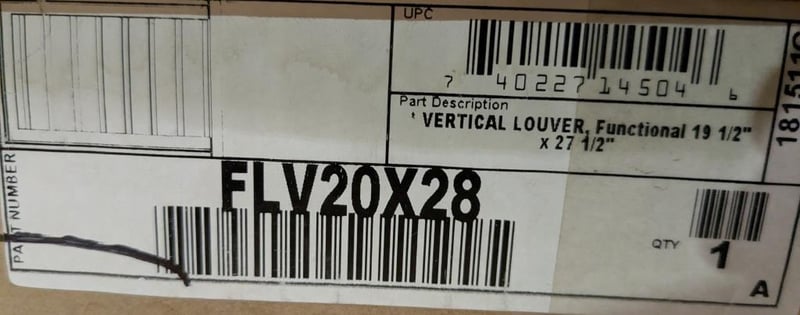 UPC
7 40227 14504 6
Part Description
VERTICAL LOUVER, Functional 19 1/2"
x 27 1/2"
PART NUMBER
FLV20X28
QTY
1
A